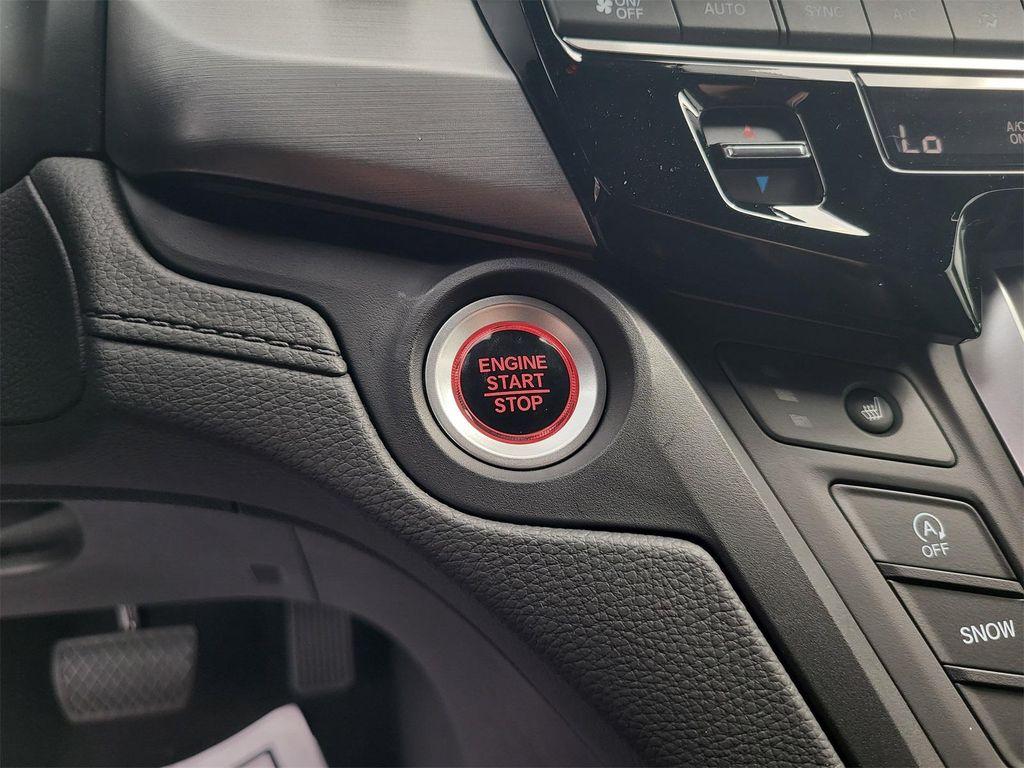 ON/
OFF
AUTO
SYNC
A/C
Lo
A/C
ON
ENGINE
START
STOP
A
OFF
SNOW